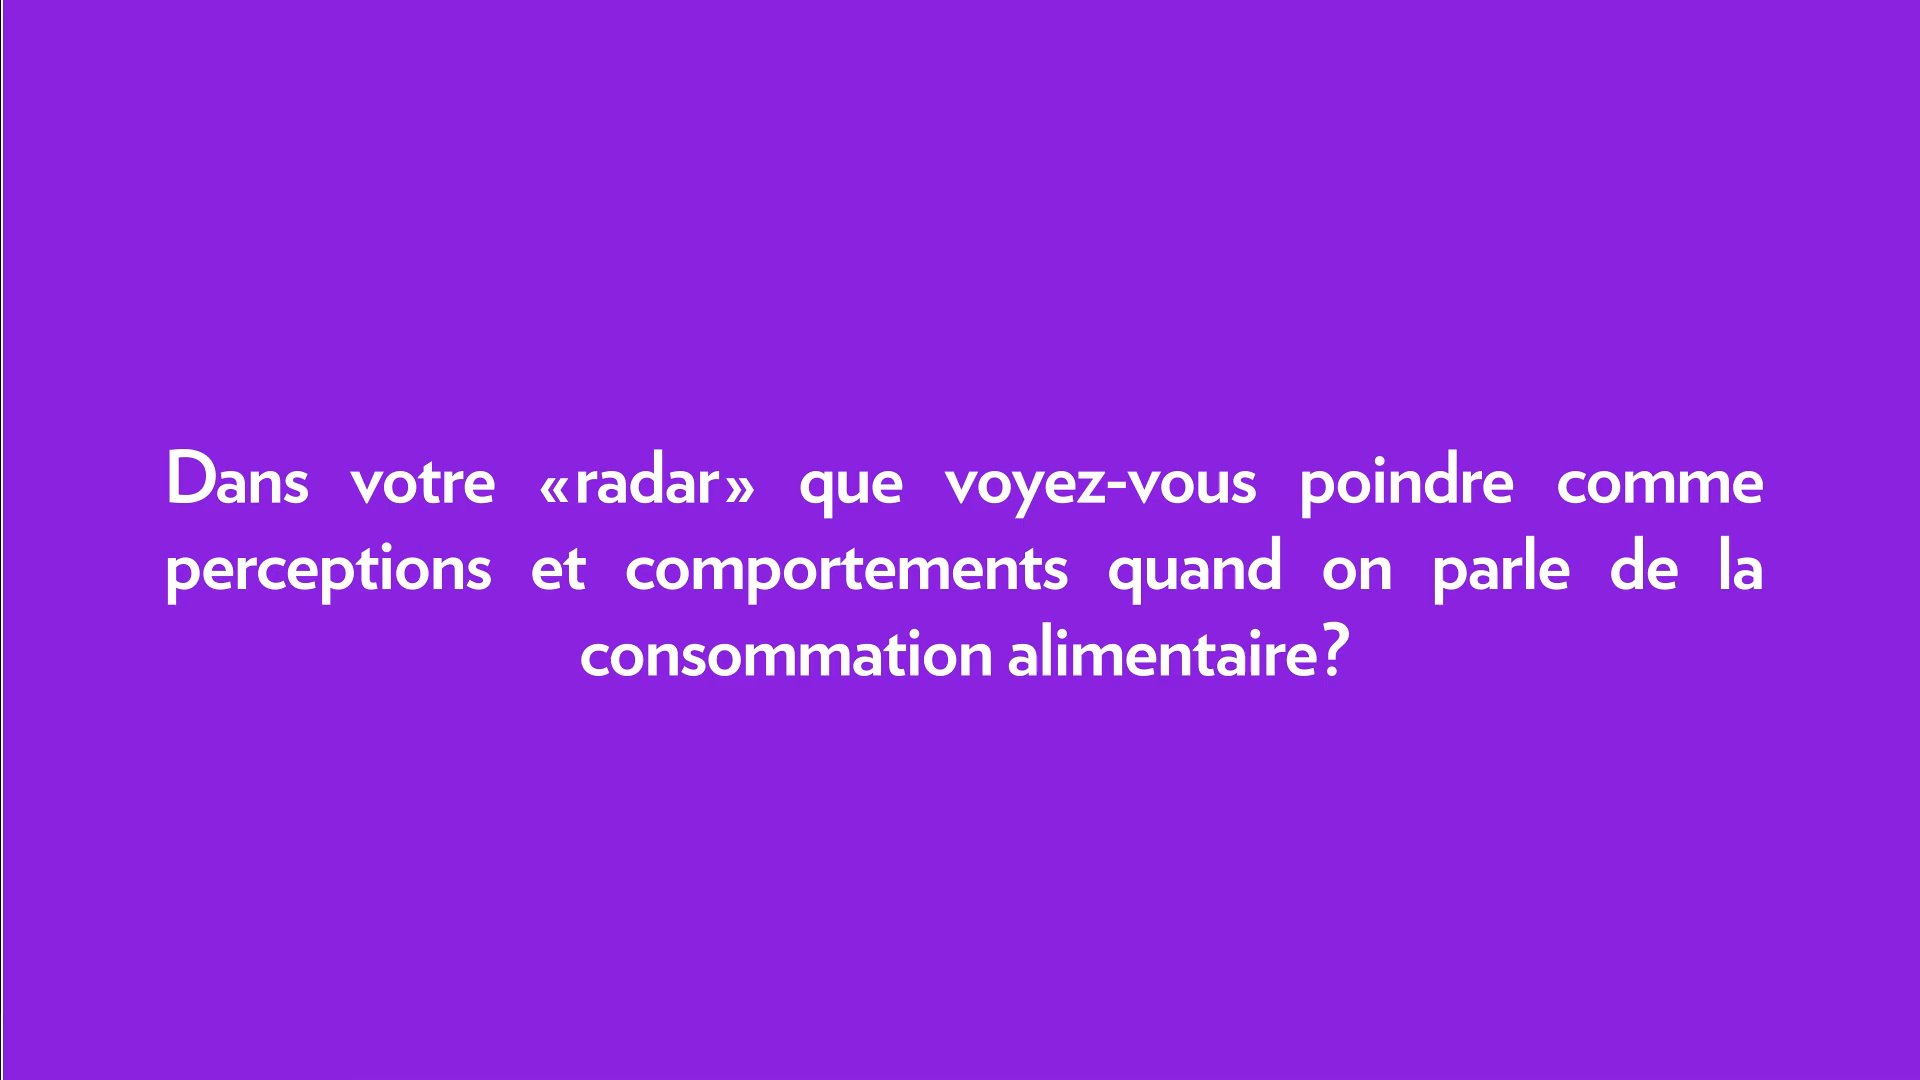 Dans votre «radar» que voyez-vous poindre comme
perceptions et comportements quand on parle de la
consommation alimentaire?